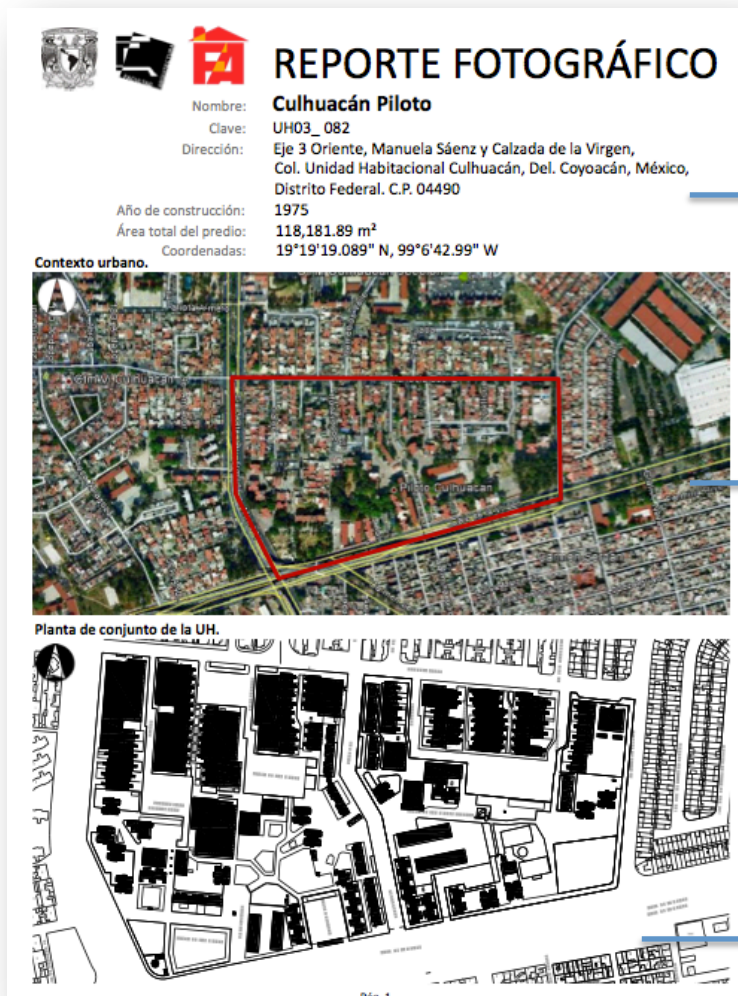 REPORTE FOTOGRÁFICO
Nombre: Culhuacán Piloto
Clave: UH03_ 082
Dirección: Eje 3 Oriente, Manuela Sáenz y Calzada de la Virgen,
Col. Unidad Habitacional Culhuacán, Del. Coyoacán, México,
Distrito Federal. C.P. 04490
Año de construcción: 1975
Área total del predio: 118,181.89 m²
Coordenadas: 19°19'19.089" N, 99°6'42.99" W
Contexto urbano.
Piloto Culhuacan
Planta de conjunto de la UH.